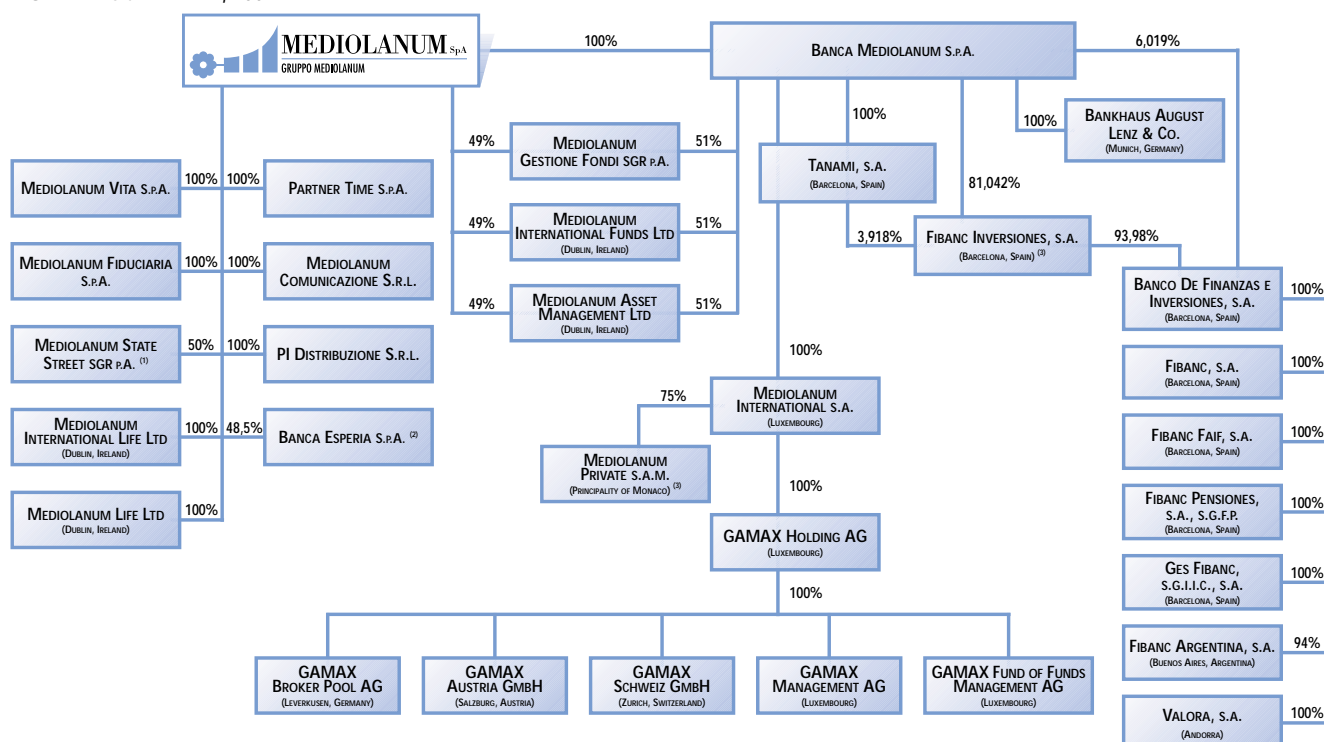 MEDIOLANUM SpA
GRUPPO MEDIOLANUM
100%
BANCA MEDIOLANUM S.P.A.
6,019%
49%
MEDIOLANUM
GESTIONE FONDI SGR P.A.
51%
100%
100%
BANKHAUS AUGUST
LENZ & CO.
(MUNICH, GERMANY)
TANAMI, S.A.
(BARCELONA, SPAIN)
81,042%
MEDIOLANUM VITA S.P.A.
100%
100%
PARTNER TIME S.P.A.
49%
MEDIOLANUM
INTERNATIONAL FUNDS LTD
(DUBLIN, IRELAND)
51%
3,918%
FIBANC INVERSIONES, S.A.
(BARCELONA, SPAIN) (3)
93,98%
MEDIOLANUM FIDUCIARIA
S.P.A.
100%
100%
MEDIOLANUM
COMUNICAZIONE S.R.L.
49%
MEDIOLANUM ASSET
MANAGEMENT LTD
(DUBLIN, IRELAND)
51%
BANCO DE FINANZAS E
INVERSIONES, S.A.
(BARCELONA, SPAIN)
100%
MEDIOLANUM STATE
STREET SGR P.A. (1)
50%
100%
PI DISTRIBUZIONE S.R.L.
100%
FIBANC, S.A.
(BARCELONA, SPAIN)
100%
MEDIOLANUM
INTERNATIONAL LIFE LTD
(DUBLIN, IRELAND)
100%
48,5%
BANCA ESPERIA S.P.A. (2)
75%
MEDIOLANUM
INTERNATIONAL S.A.
(LUXEMBOURG)
FIBANC FAIF, S.A.
(BARCELONA, SPAIN)
100%
MEDIOLANUM
PRIVATE S.A.M.
(PRINCIPALITY OF MONACO) (3)
100%
MEDIOLANUM LIFE LTD
(DUBLIN, IRELAND)
100%
FIBANC PENSIONES,
S.A., S.G.F.P.
(BARCELONA, SPAIN)
100%
GAMAX HOLDING AG
(LUXEMBOURG)
100%
GES FIBANC,
S.G.I.I.C., S.A.
(BARCELONA, SPAIN)
100%
FIBANC ARGENTINA, S.A.
(BUENOS AIRES, ARGENTINA)
94%
GAMAX
BROKER POOL AG
(LEVERKUSEN, GERMANY)
GAMAX
AUSTRIA GMBH
(SALZBURG, AUSTRIA)
GAMAX
SCHWEIZ GMBH
(ZURICH, SWITZERLAND)
GAMAX
MANAGEMENT AG
(LUXEMBOURG)
GAMAX FUND OF FUNDS
MANAGEMENT AG
(LUXEMBOURG)
VALORA, S.A.
(ANDORRA)
100%